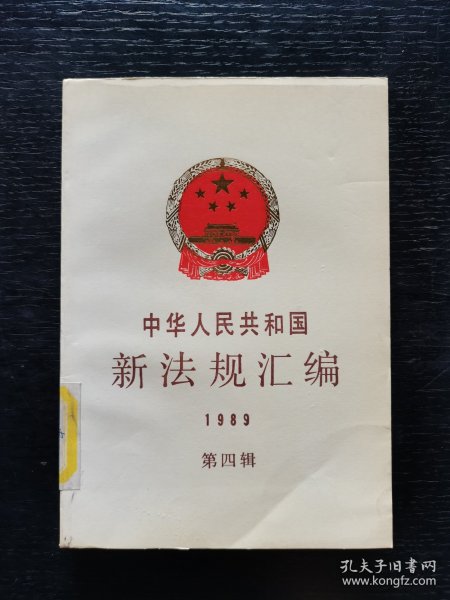 中华人民共和国
新法规汇编
1989
第四辑
孔夫子旧书网
www.kongfz.com